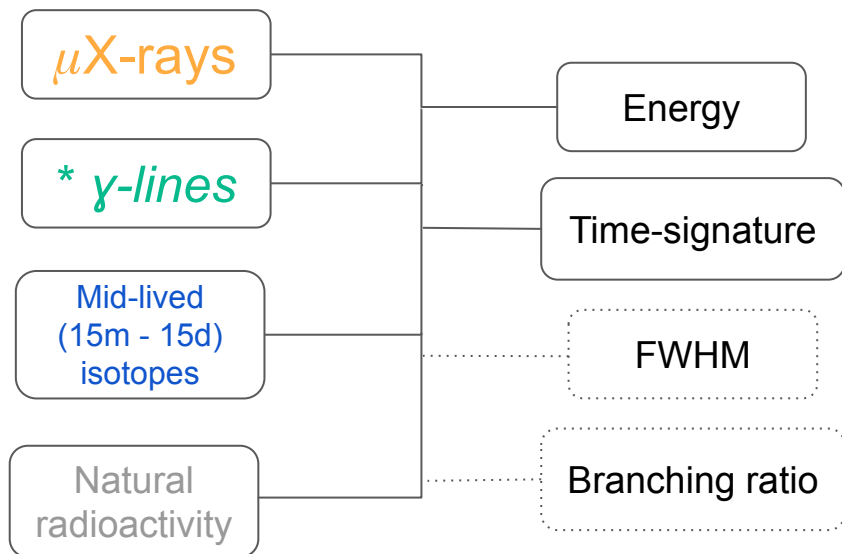 μX-rays
* ɣ-lines
Mid-lived
(15m - 15d)
isotopes
Natural
radioactivity
Energy
Time-signature
FWHM
Branching ratio